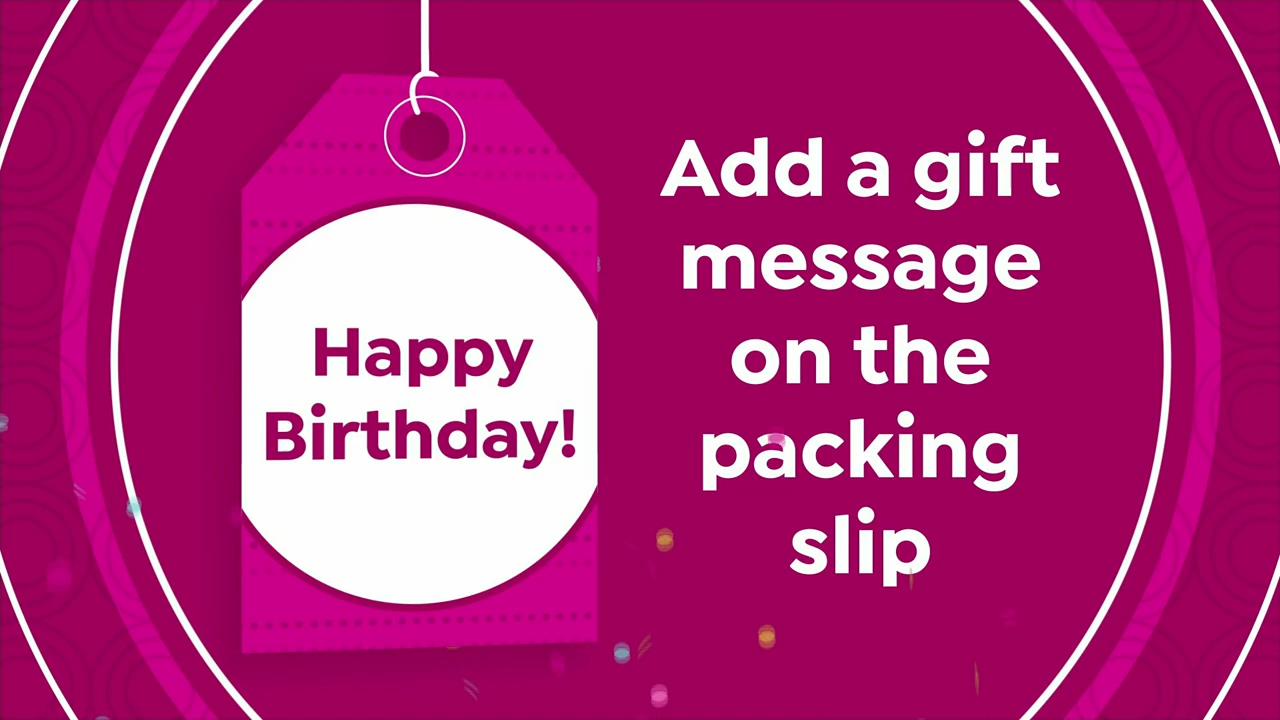 Happy
Birthday!
Add a gift
message
on the
packing
slip